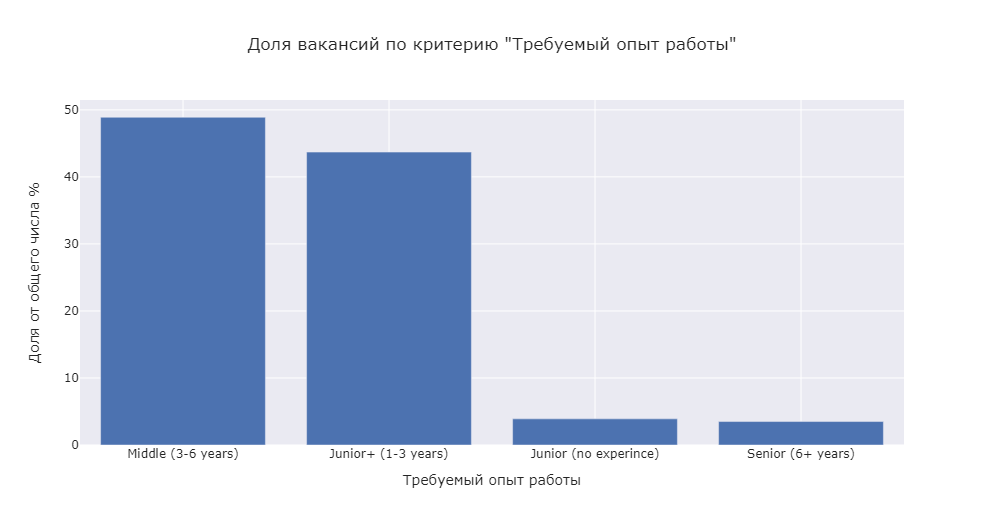 Доля вакансий по критерию "Требуемый опыт работы"
Доля от общего числа %
50
40
30
20
10
0
Middle (3-6 years)
Junior+ (1-3 years)
Junior (no experince)
Senior (6+ years)
Требуемый опыт работы